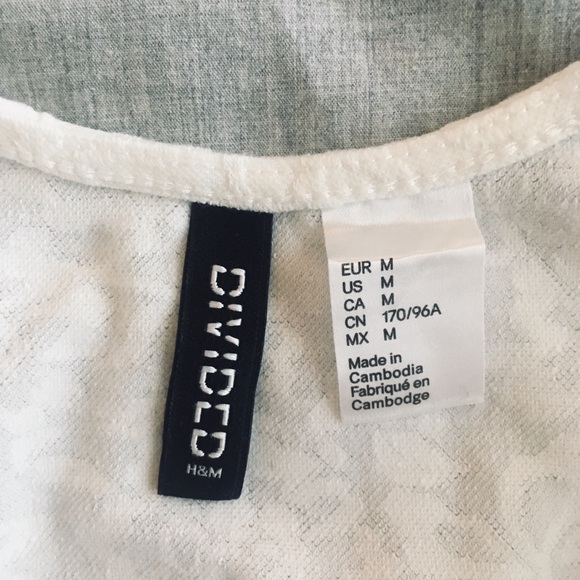 DIVIDED
H&M
EUR M
US M
CA M
CN 170/96A
MX M
Made in
Cambodia
Fabriqué en
Cambodge